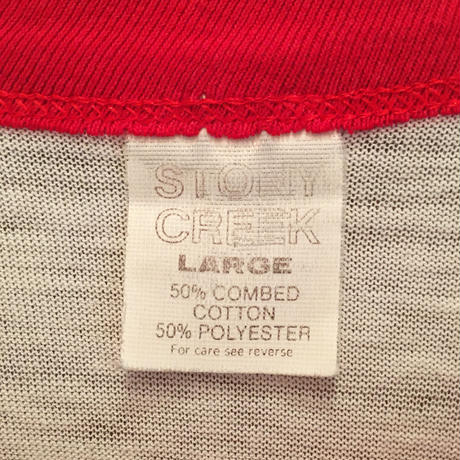 STONY
CREEK
LARGE
50% COMBED
COTTON
50% POLYESTER
For care see reverse